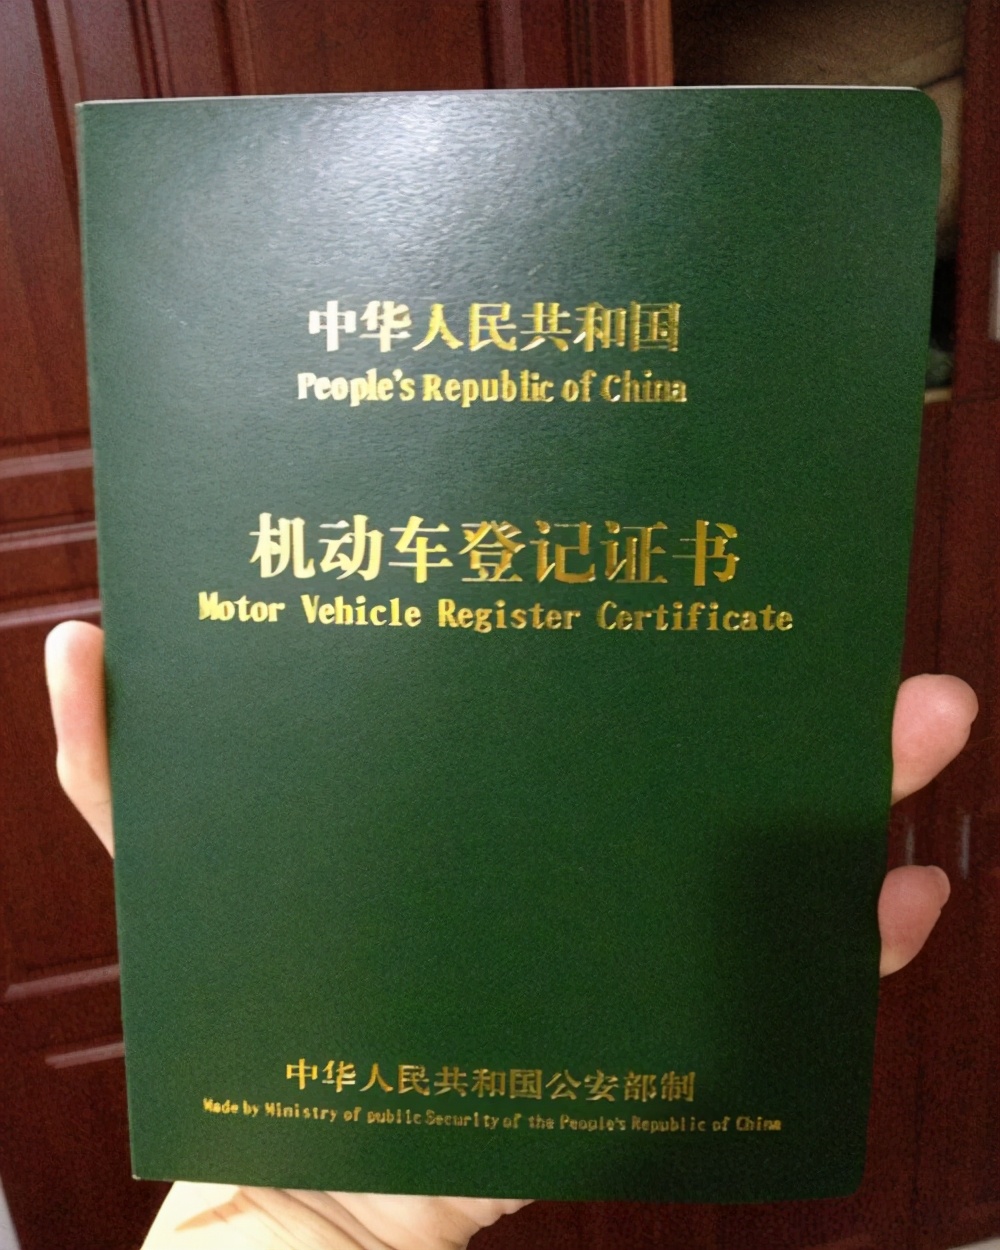 中华人民共和国
People's Republic of China
机动车登记证书
Motor Vehicle Register Certificate
中华人民共和国公安部制
Made by Ministry of public Security of the People's Republic of China